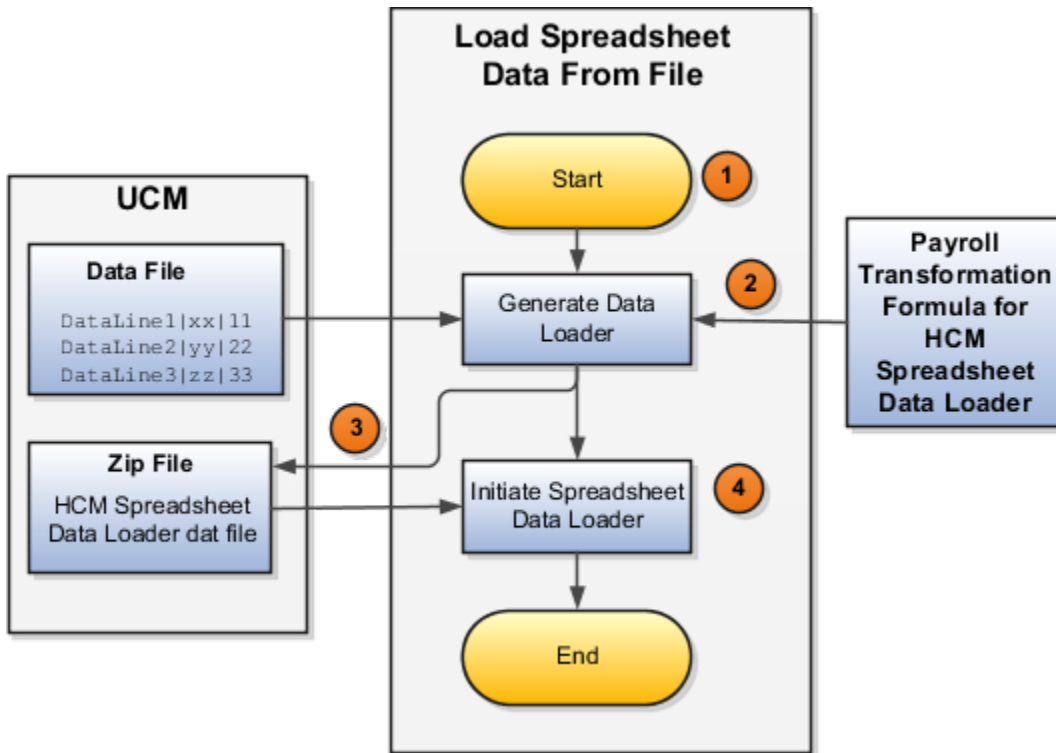 Load Spreadsheet
Data From File
Start
1
UCM
Data File
DataLine1|xx|11
DataLine2|yy|22
DataLine3|zz|33
Generate Data
Loader
2
Payroll
Transformation
Formula for
HCM
Spreadsheet
Data Loader
3
Zip File
HCM Spreadsheet
Data Loader dat file
Initiate Spreadsheet
Data Loader
4
End